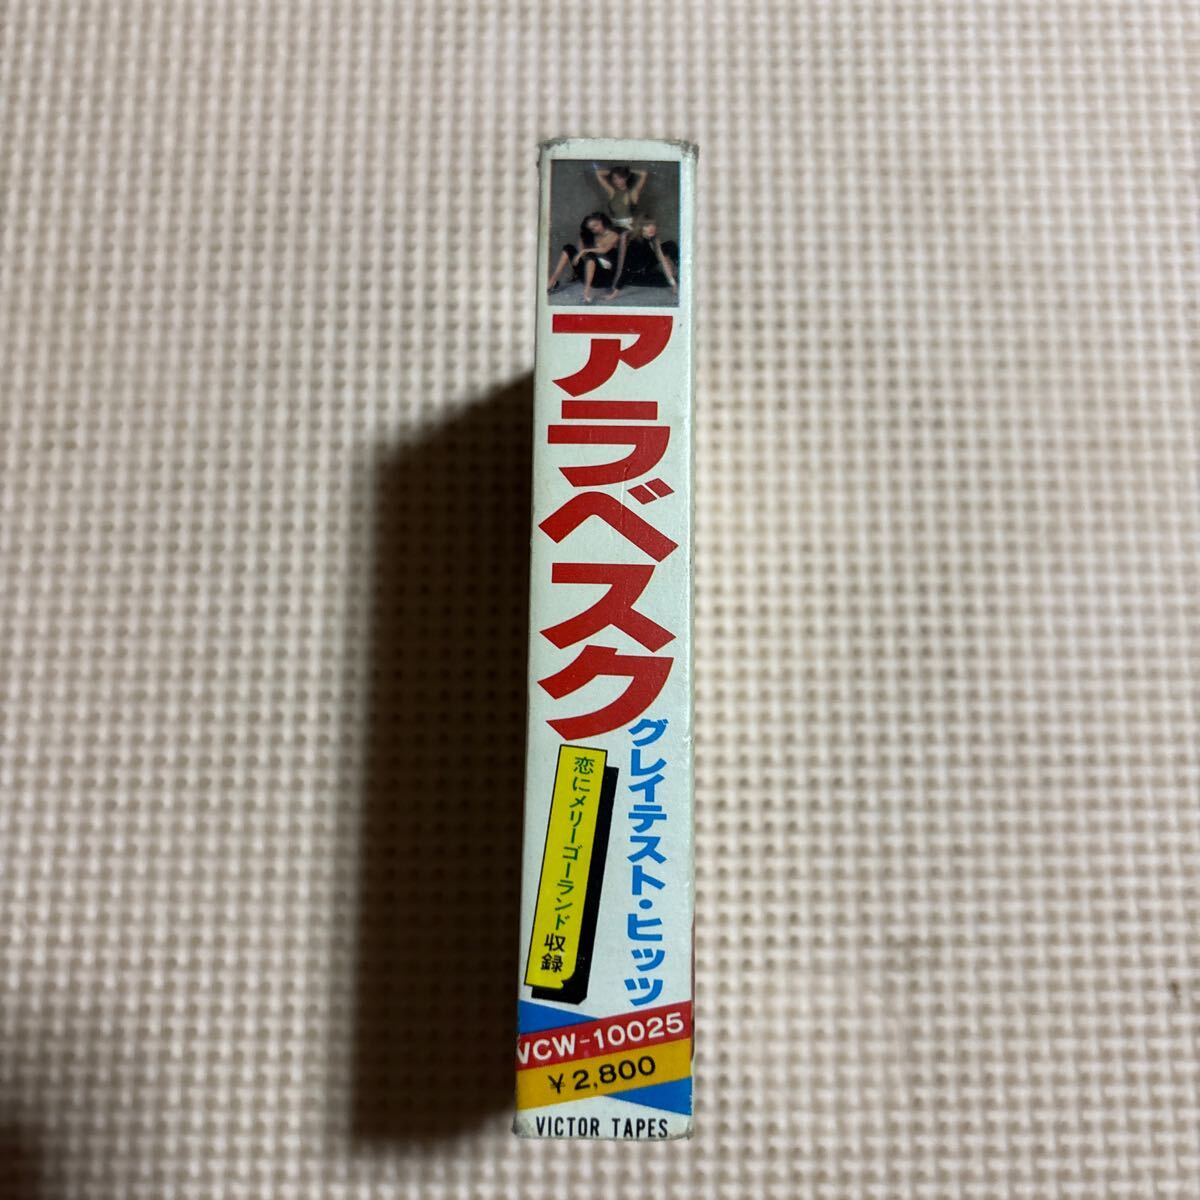 アラベスク
グレイテスト・ヒッツ
恋にメリーゴーランド収録
VCW-10025
¥2,800
VICTOR TAPES